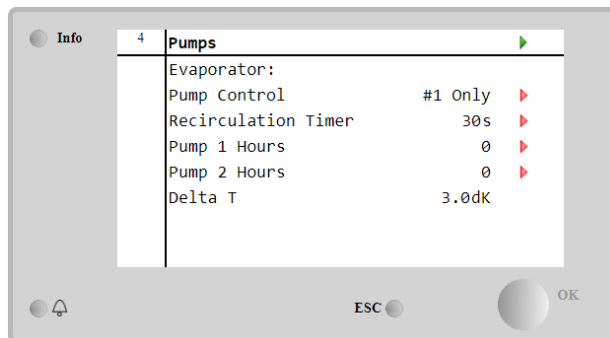 Info
4 Pumps
Evaporator:
Pump Control #1 Only
Recirculation Timer 30s
Pump 1 Hours 0
Pump 2 Hours 0
Delta T 3.0dK
ESC
OK